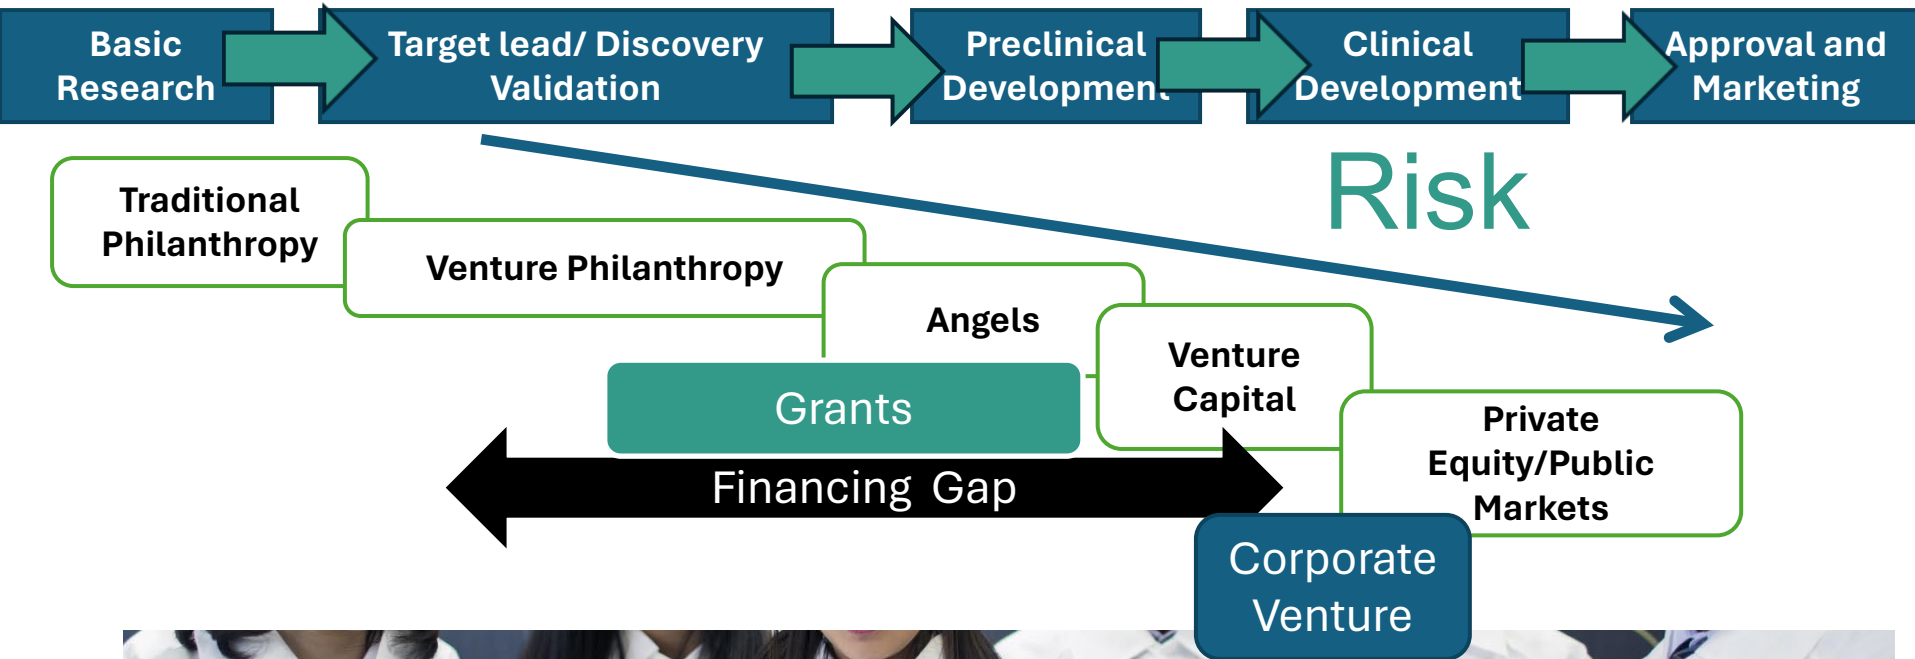 Basic
Research
Target lead/ Discovery
Validation
Preclinical
Development
Clinical
Development
Approval and
Marketing
Risk
Traditional
Philanthropy
Venture Philanthropy
Angels
Venture
Capital
Grants
Private
Equity/Public
Markets
Financing Gap
Corporate
Venture